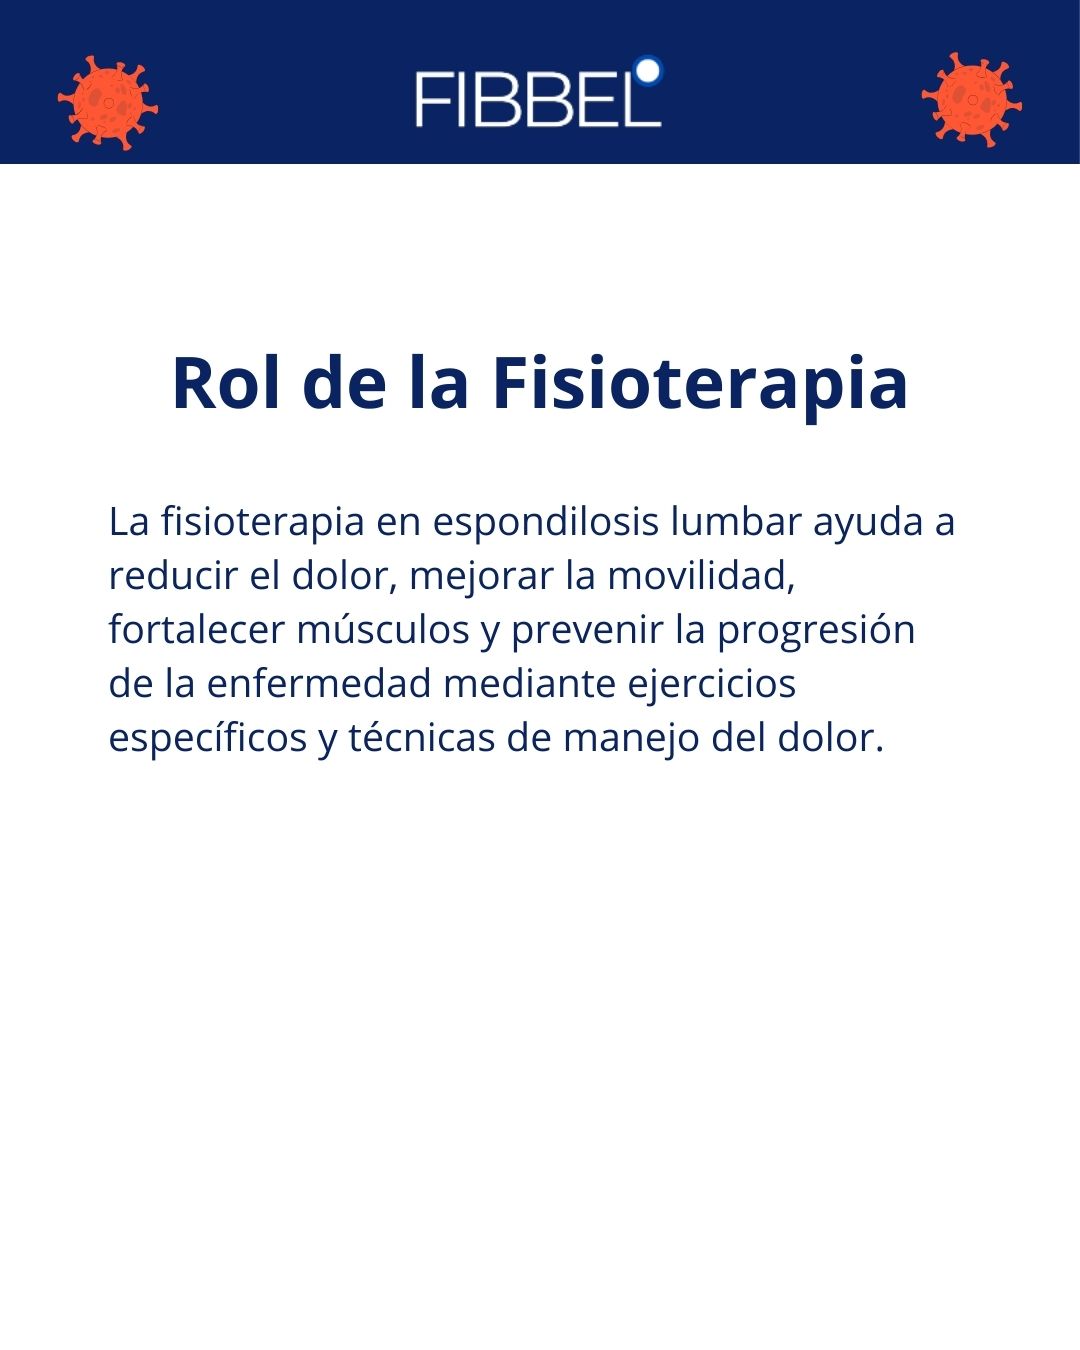 FIBBEL
Rol de la Fisioterapia
La fisioterapia en espondilosis lumbar ayuda a
reducir el dolor, mejorar la movilidad,
fortalecer músculos y prevenir la progresión
de la enfermedad mediante ejercicios
específicos y técnicas de manejo del dolor.